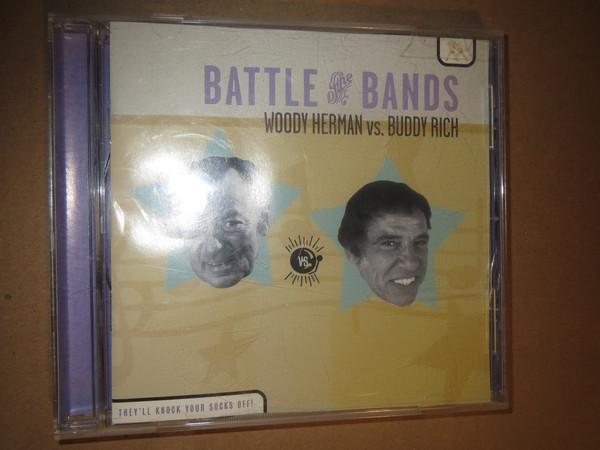 BATTLE of the BANDS
WOODY HERMAN vs. BUDDY RICH
VS.
THEY'LL KNOCK YOUR SOCKS OFF!